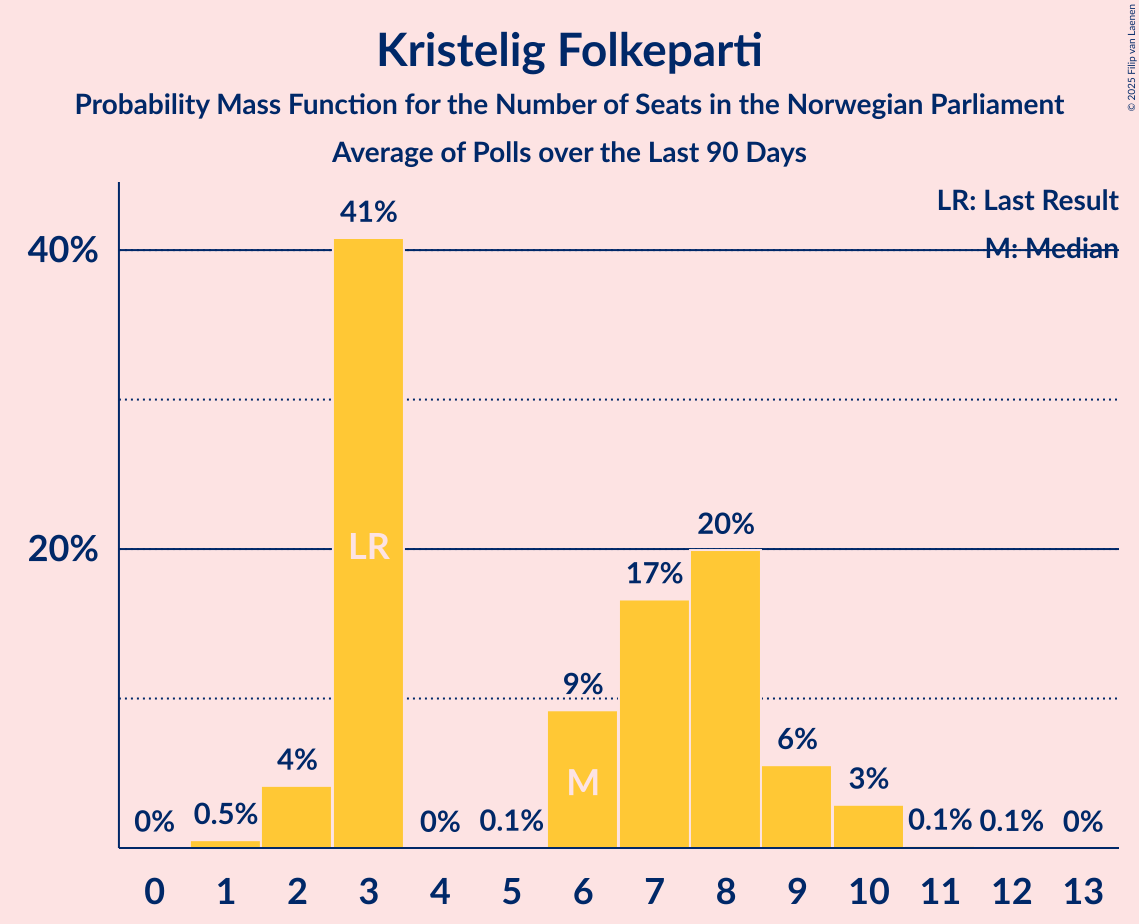 Kristelig Folkeparti
Probability Mass Function for the Number of Seats in the Norwegian Parliament
Average of Polls over the Last 90 Days
© 2025 Filip van Laenen
LR: Last Result
M: Median
40%
20%
0%
0.5%
4%
41%
0%
0.1%
9%
17%
20%
6%
3%
0.1%
0.1%
0%
LR
M
0 1 2 3 4 5 6 7 8 9 10 11 12 13